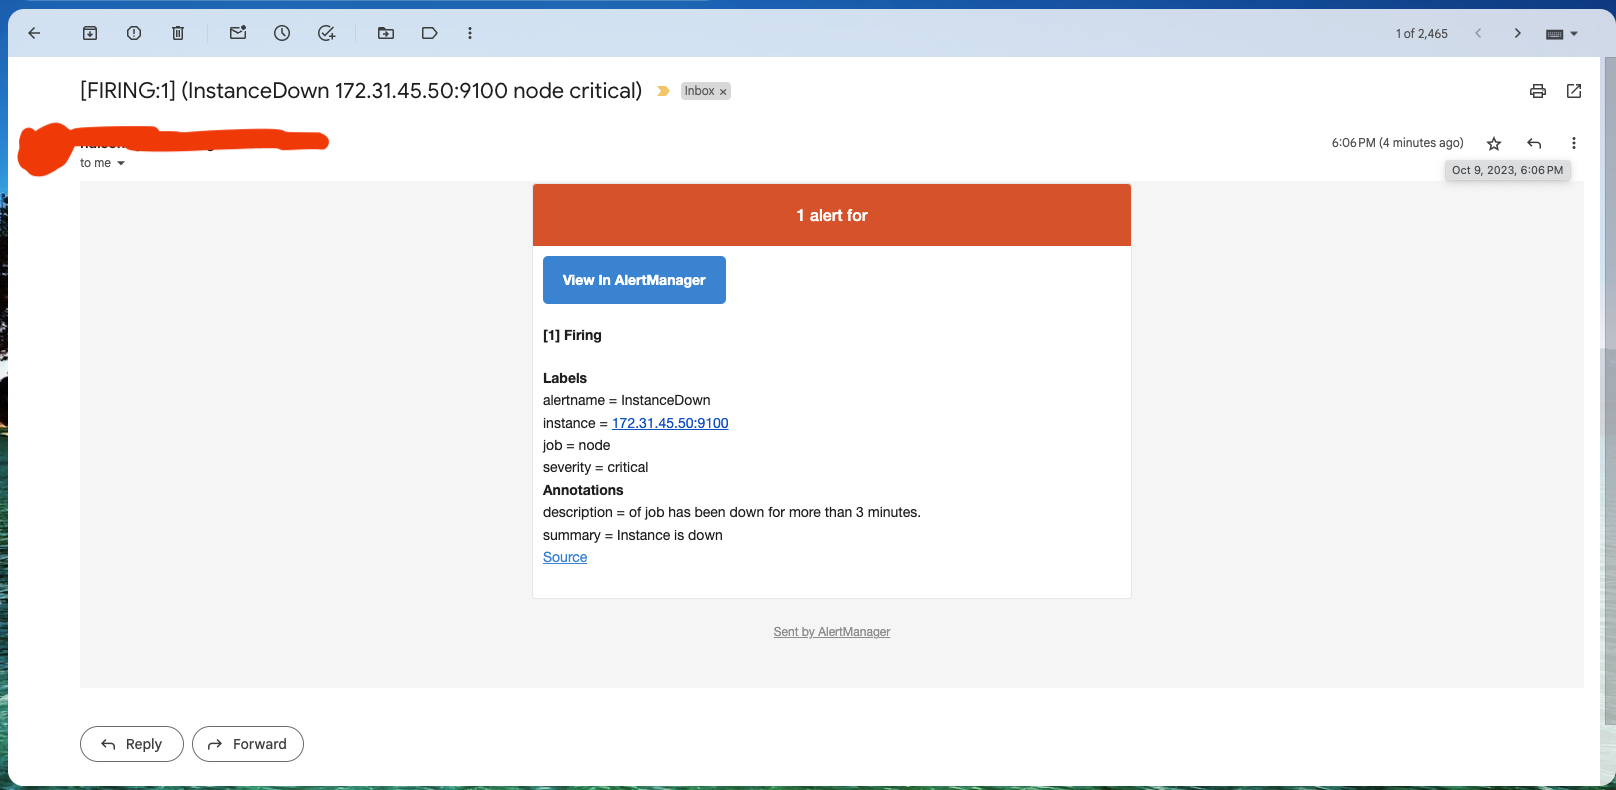 1 of 2,465
[FIRING:1] (InstanceDown 172.31.45.50:9100 node critical)
Inbox ×
6:06 PM (4 minutes ago)
to me
Oct 9, 2023, 6:06 PM
1 alert for
View In AlertManager
[1] Firing
Labels
alertname = InstanceDown
instance = 172.31.45.50:9100
job = node
severity = critical
Annotations
description = of job has been down for more than 3 minutes.
summary = Instance is down
Source
Sent by AlertManager
Reply
Forward